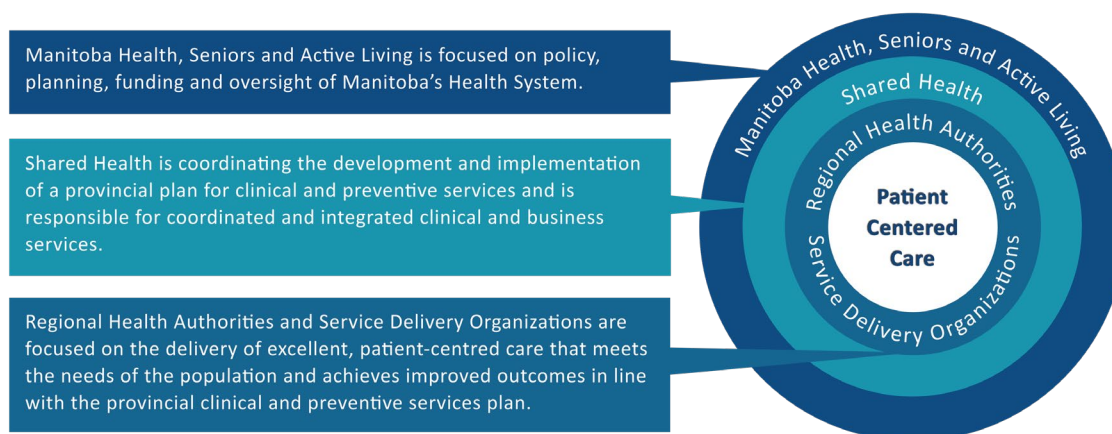 Manitoba Health, Seniors and Active Living is focused on policy,
planning, funding and oversight of Manitoba's Health System.
Shared Health is coordinating the development and implementation
of a provincial plan for clinical and preventive services and is
responsible for coordinated and integrated clinical and business
services.
Regional Health Authorities and Service Delivery Organizations are
focused on the delivery of excellent, patient-centred care that meets
the needs of the population and achieves improved outcomes in line
with the provincial clinical and preventive services plan.
Manitoba Health, Seniors and Active Living
Shared Health
Regional Health Authorities
Patient
Centered
Care
Service Delivery Organizations